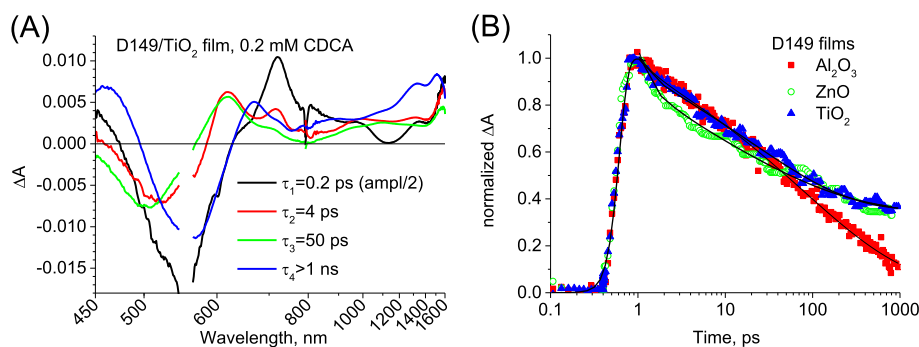 (A)
D149/TiO₂ film, 0.2 mM CDCA
0.010
0.005
0.000
-0.005
-0.010
-0.015
ΔA
τ₁=0.2 ps (ampl/2)
τ₂=4 ps
τ₃=50 ps
τ₄>1 ns
450
500
600
800
1000
1200
1400
1600
Wavelength, nm
(B)
D149 films
Al₂O₃
ZnO
TiO₂
1.0
0.8
0.6
0.4
0.2
0.0
normalized ΔA
0.1
1
10
100
1000
Time, ps